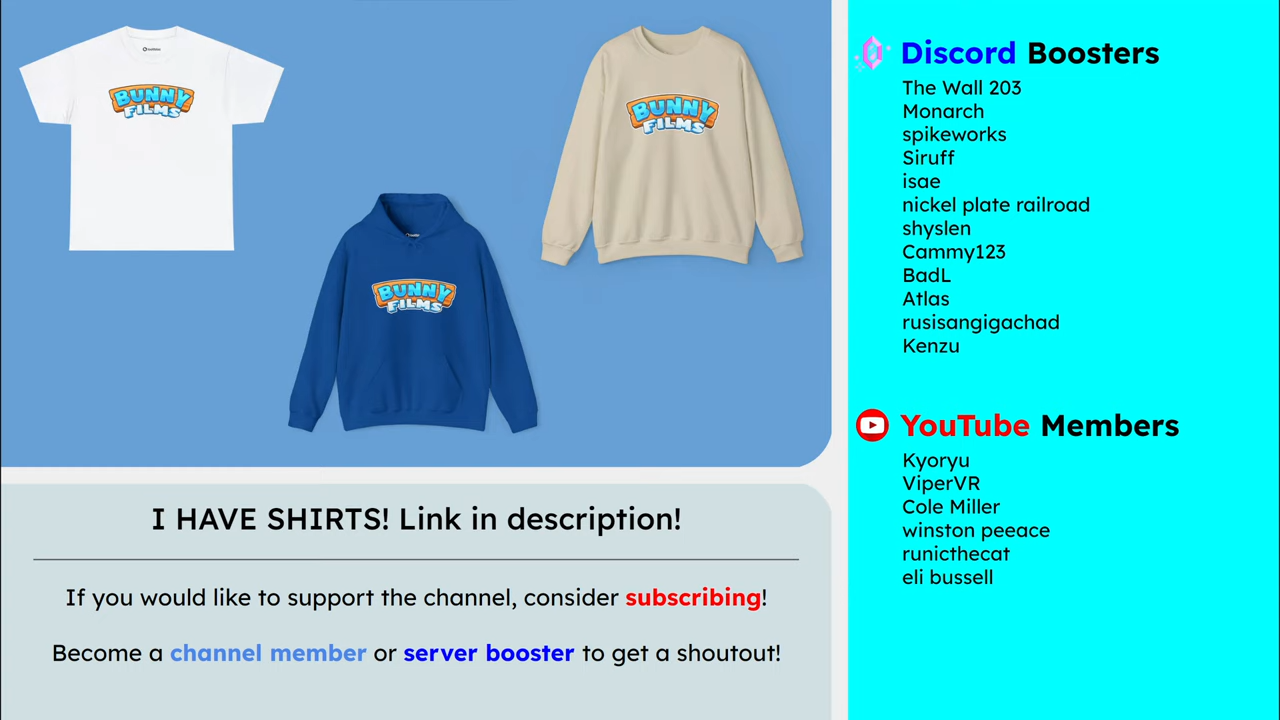 BUNNY
FILMS
BUNNY
FILMS
BUNNY
FILMS
I HAVE SHIRTS! Link in description!
If you would like to support the channel, consider subscribing!
Become a channel member or server booster to get a shoutout!
Discord Boosters
The Wall 203
Monarch
spikeworks
Siruff
isae
nickel plate railroad
shyslen
Cammy123
BadL
Atlas
rusisangigachad
Kenzu
YouTube Members
Kyoryu
ViperVR
Cole Miller
winston peeace
runicthecat
eli bussell